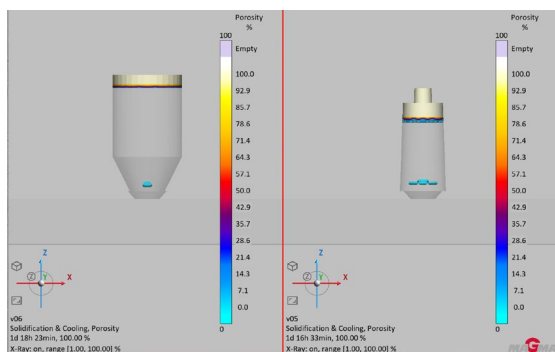 Porosity
%
100
Empty
100.0
92.9
85.7
78.6
71.4
64.3
57.1
50.0
42.9
35.7
28.6
21.4
14.3
7.1
0.0
0
Z
Y
X
Z
v06
Solidification & Cooling, Porosity
1d 18h 23min, 100.00 %
X-Ray: on, range [1.00, 100.00] %
Porosity
%
100
Empty
100.0
92.9
85.7
78.6
71.4
64.3
57.1
50.0
42.9
35.7
28.6
21.4
14.3
7.1
0.0
0
Z
Y
X
Z
v05
Solidification & Cooling, Porosity
1d 16h 33min, 100.00 %
X-Ray: on, range [1.00, 100.00] %
MAGMA